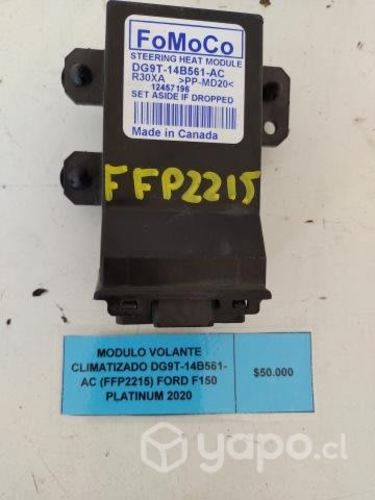 FoMoCo
STEERING HEAT MODULE
DG9T-14B561-AC
R30XA >PP-MD20<
12457196
SET ASIDE IF DROPPED
Made in Canada
FFP2215
MODULO VOLANTE
CLIMATIZADO DG9T-14B561-
AC (FFP2215) FORD F150
PLATINUM 2020
$50.000
yapo.cl